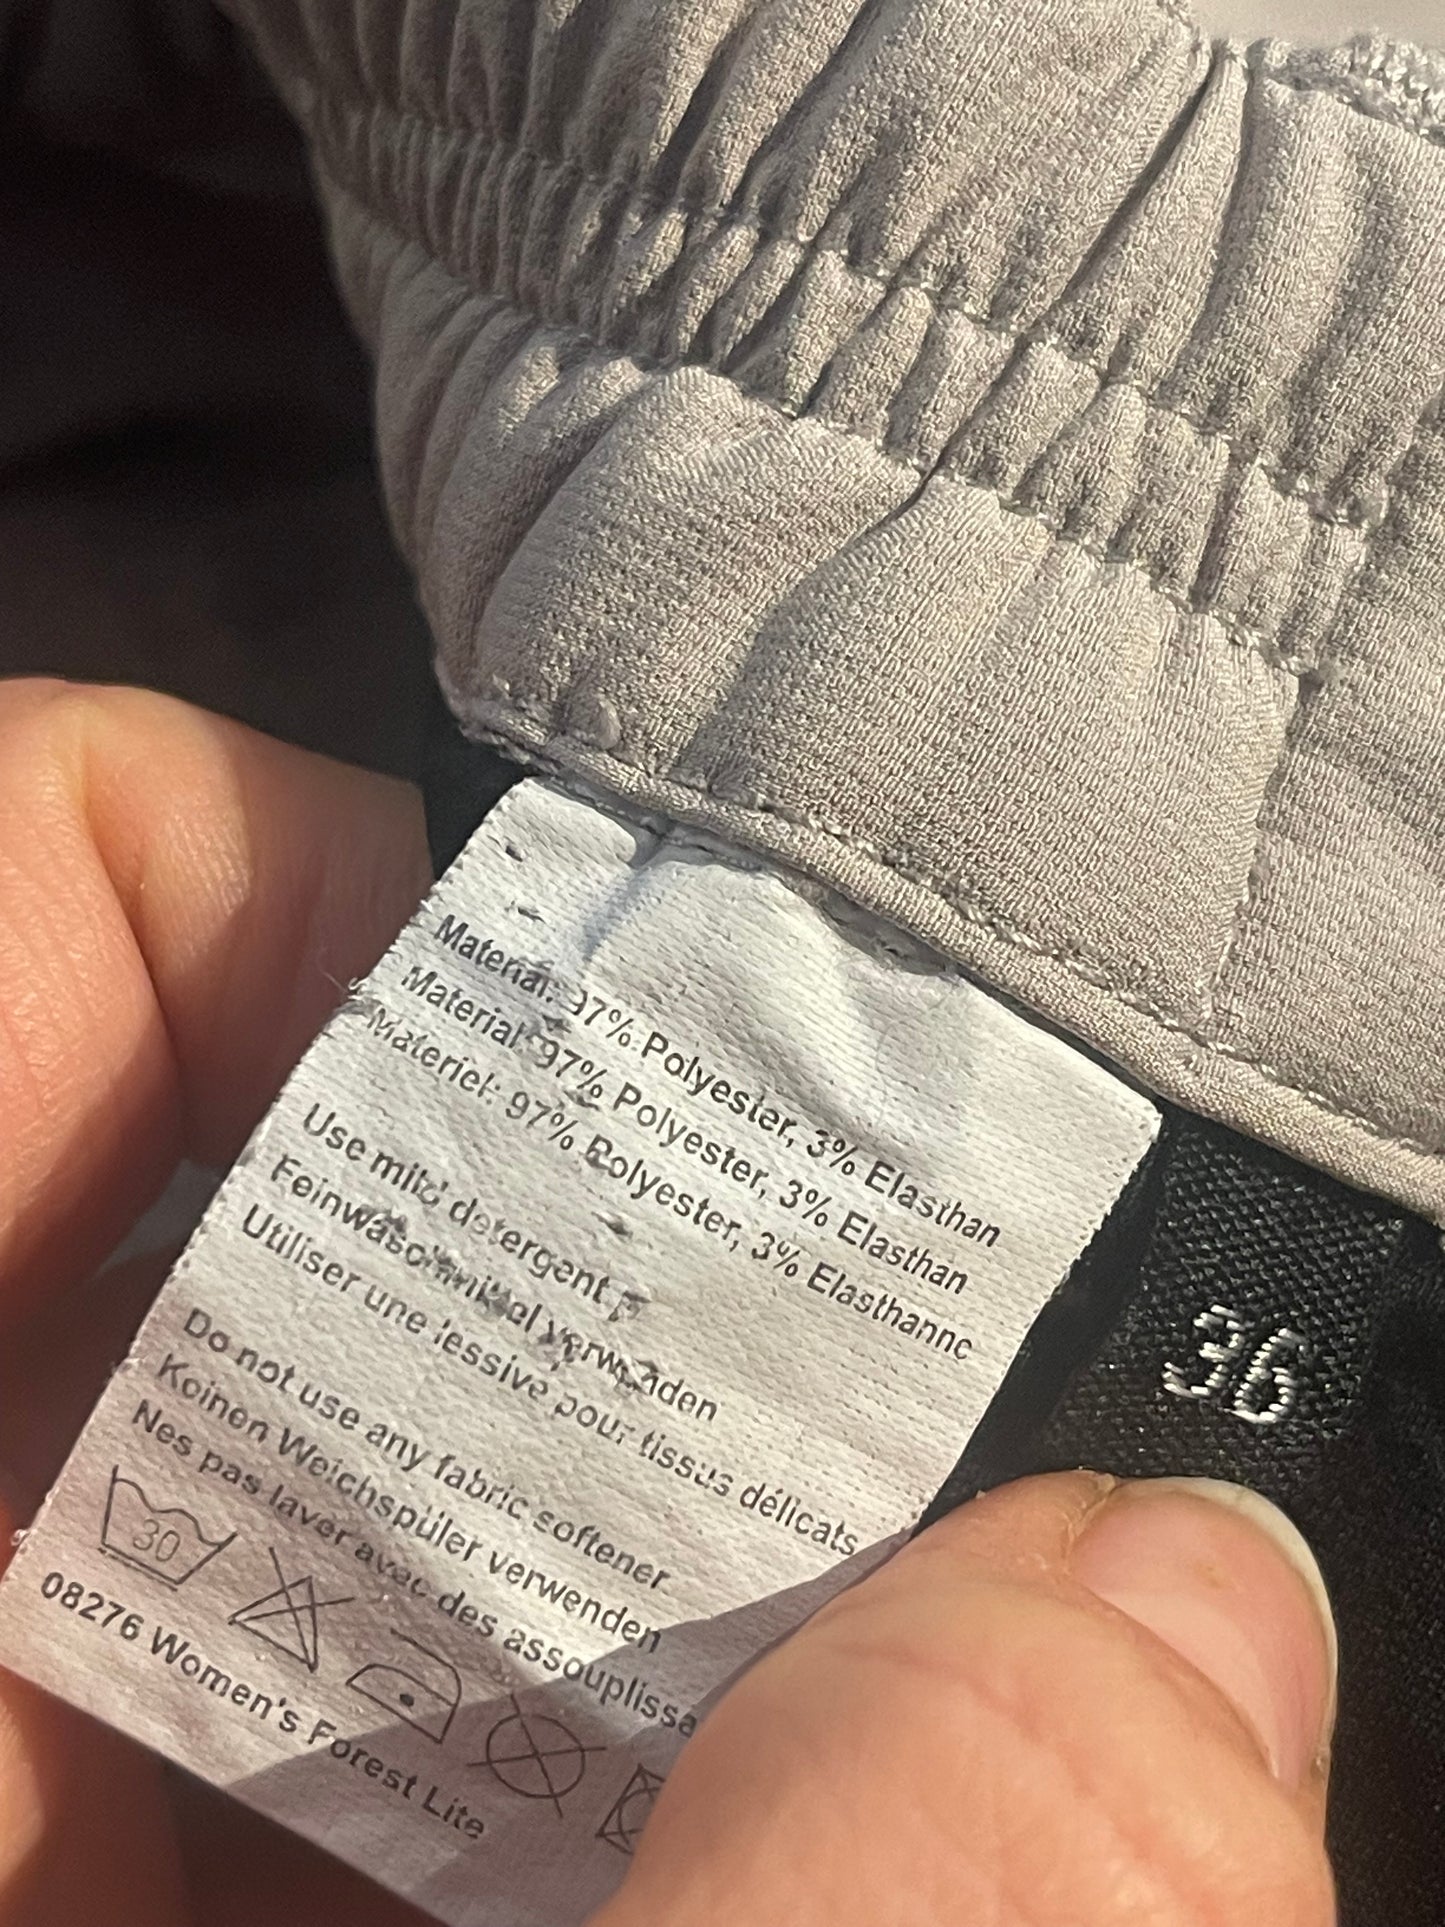 Material: 97% Polyester, 3% Elasthan
Material: 97% Polyester, 3% Elasthan
Materiel: 97% Polyester, 3% Elasthanne
Use mild detergent
Feinwaschmittel verwenden
Utiliser une lessive pour tissus délicats
Do not use any fabric softener
Keinen Weichspüler verwenden
Nes pas laver avec des assouplissa
30
08276 Women's Forest Lite
36